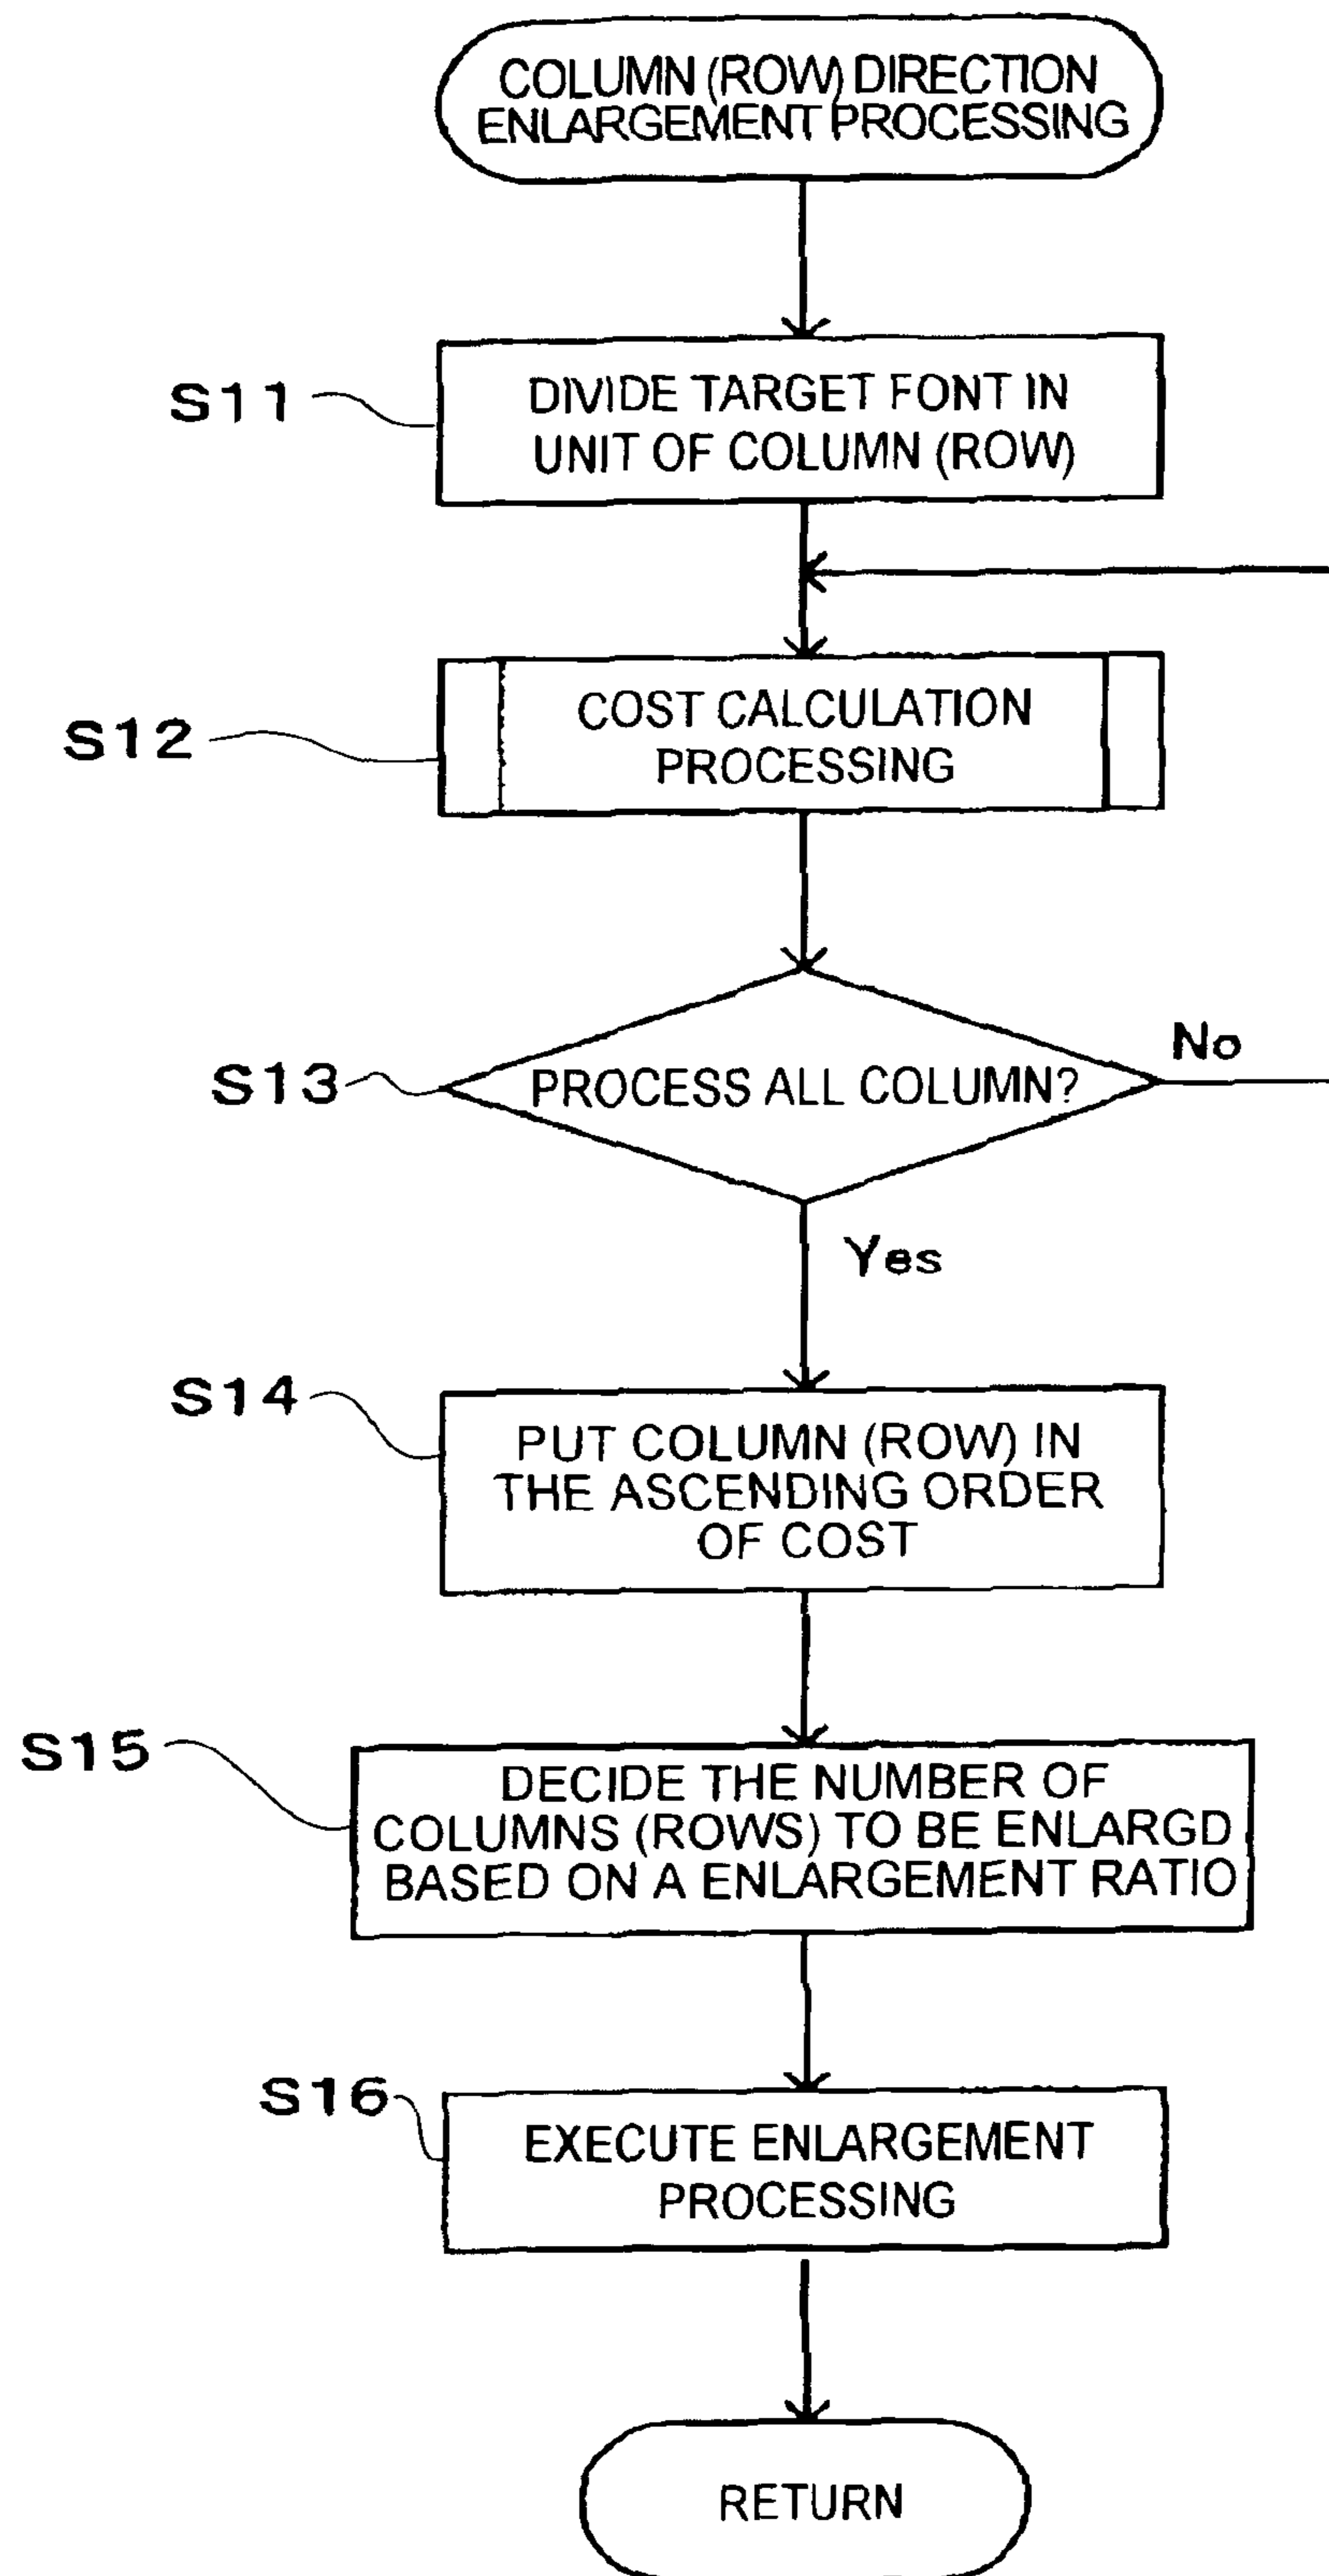 COLUMN (ROW) DIRECTION
ENLARGEMENT PROCESSING
S11
DIVIDE TARGET FONT IN
UNIT OF COLUMN (ROW)
S12
COST CALCULATION
PROCESSING
S13
PROCESS ALL COLUMN?
No
Yes
S14
PUT COLUMN (ROW) IN
THE ASCENDING ORDER
OF COST
S15
DECIDE THE NUMBER OF
COLUMNS (ROWS) TO BE ENLARGD
BASED ON A ENLARGEMENT RATIO
S16
EXECUTE ENLARGEMENT
PROCESSING
RETURN